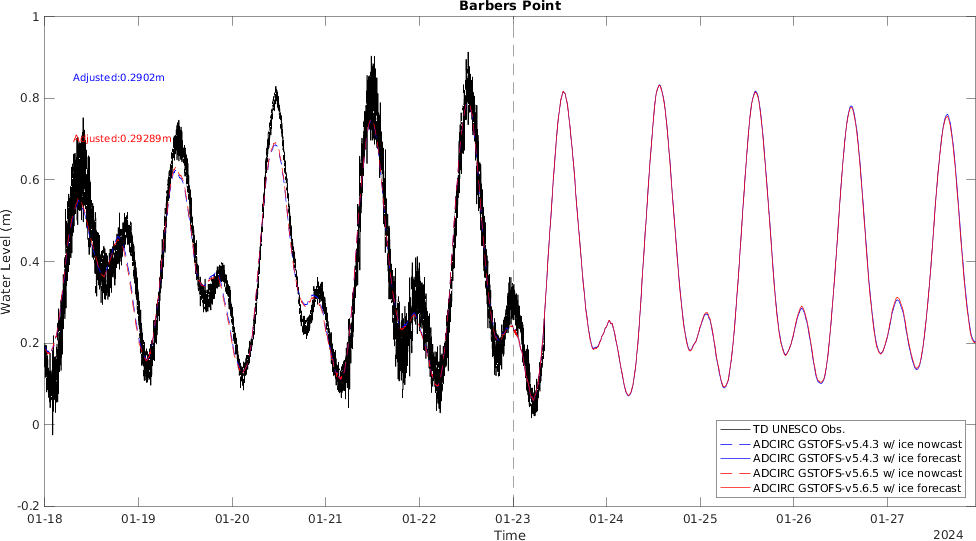 Barbers Point
1
0.8
0.6
0.4
0.2
0
-0.2
Water Level (m)
Adjusted:0.2902m
Adjusted:0.29289m
TD UNESCO Obs.
ADCIRC GSTOFS-v5.4.3 w/ ice nowcast
ADCIRC GSTOFS-v5.4.3 w/ ice forecast
ADCIRC GSTOFS-v5.6.5 w/ ice nowcast
ADCIRC GSTOFS-v5.6.5 w/ ice forecast
01-18 01-19 01-20 01-21 01-22 01-23 01-24 01-25 01-26 01-27
Time
2024